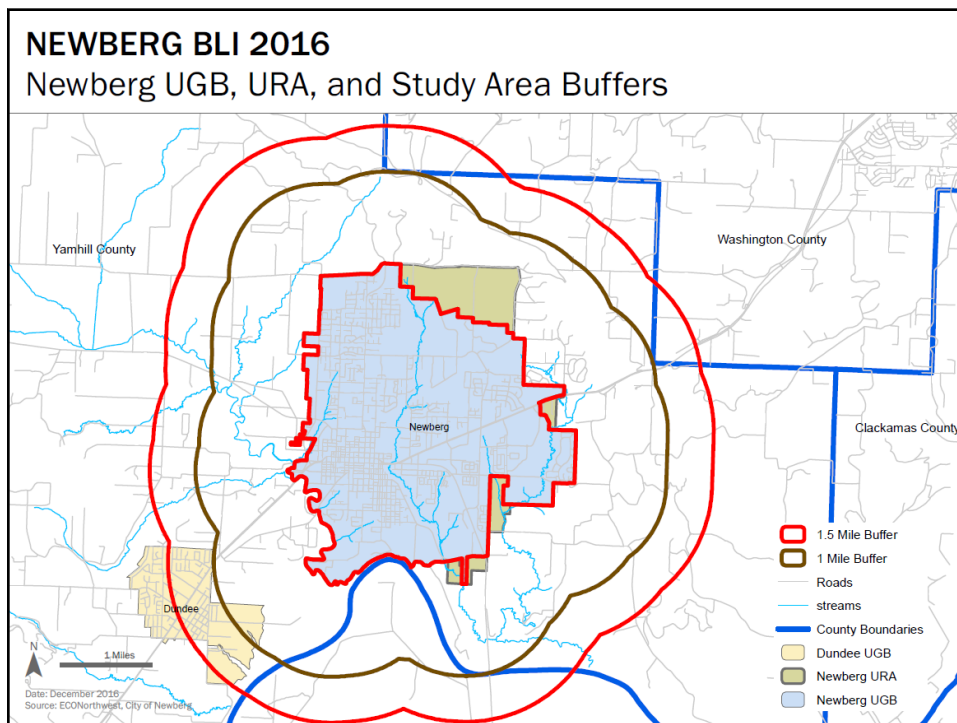 NEWBERG BLI 2016
Newberg UGB, URA, and Study Area Buffers
Yamhill County
Washington County
Newberg
Clackamas County
Dundee
1.5 Mile Buffer
1 Mile Buffer
Roads
streams
County Boundaries
Dundee UGB
Newberg URA
Newberg UGB
N
1 Miles
Date: December 2016
Source: ECONorthwest, City of Newberg